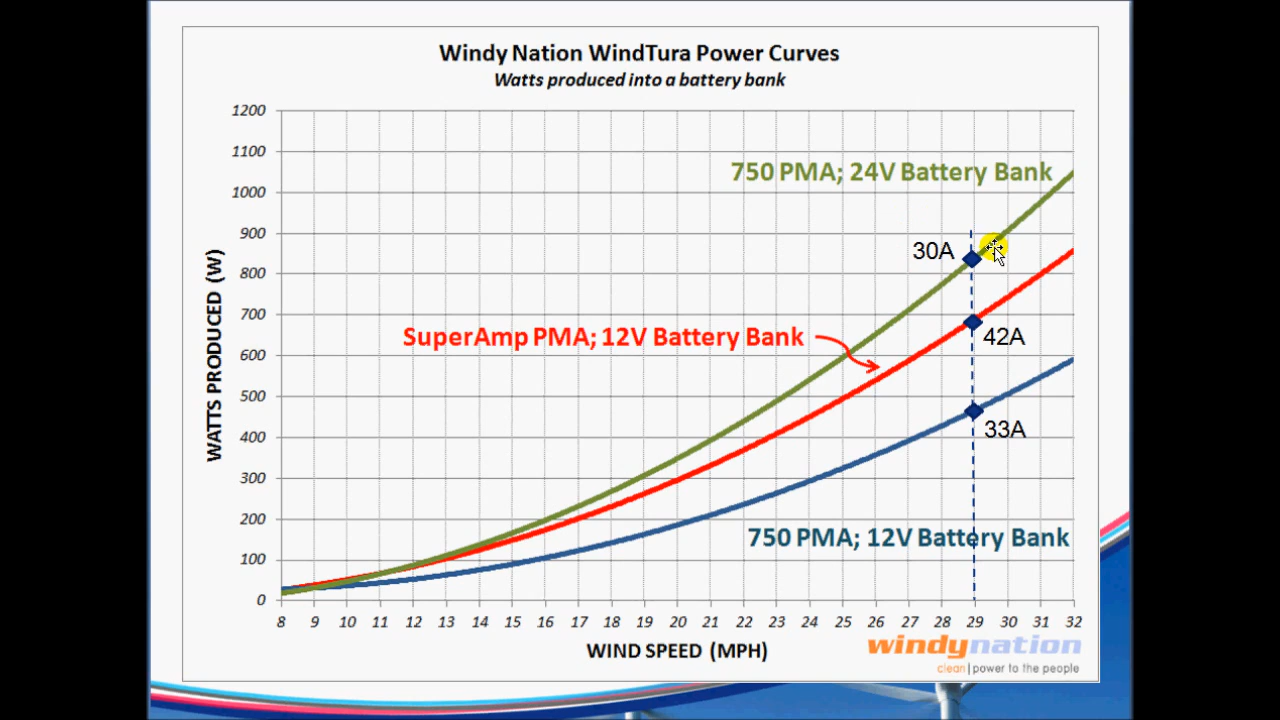 Windy Nation WindTura Power Curves
Watts produced into a battery bank
1200
1100
1000
900
800
700
600
500
400
300
200
100
0
WATTS PRODUCED (W)
750 PMA; 24V Battery Bank
30A
SuperAmp PMA; 12V Battery Bank
42A
33A
750 PMA; 12V Battery Bank
8 9 10 11 12 13 14 15 16 17 18 19 20 21 22 23 24 25 26 27 28 29 30 31 32
WIND SPEED (MPH)
windynation
clean | power to the people